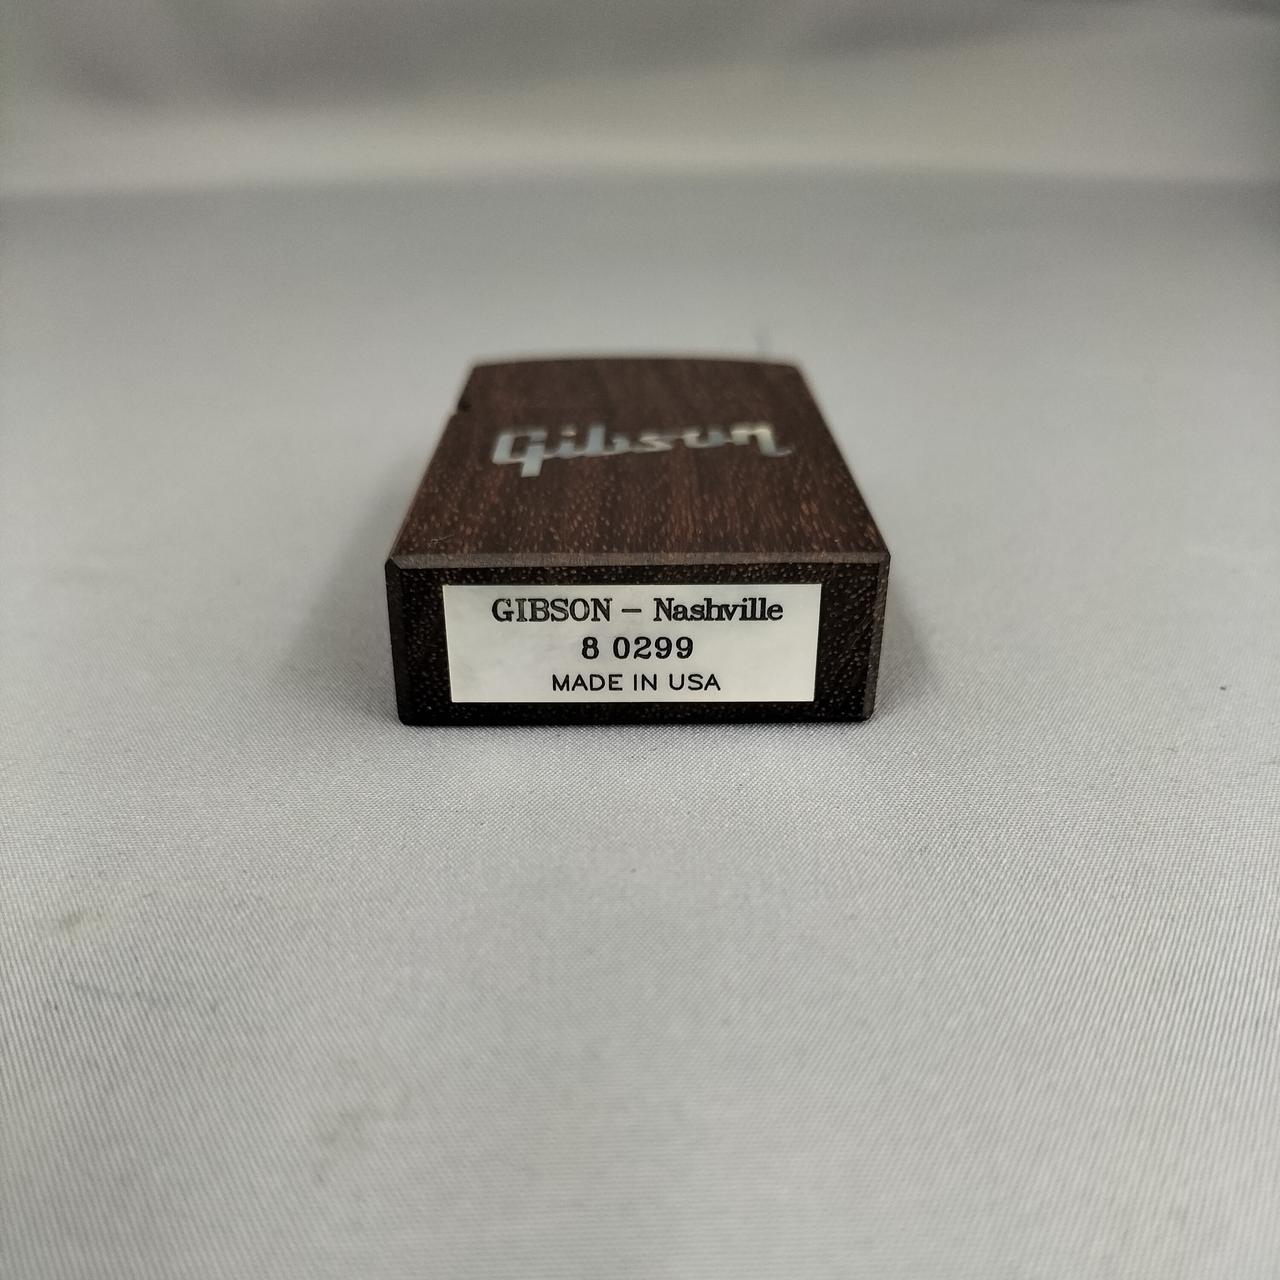 Gibson
GIBSON – Nashville
8 0299
MADE IN USA